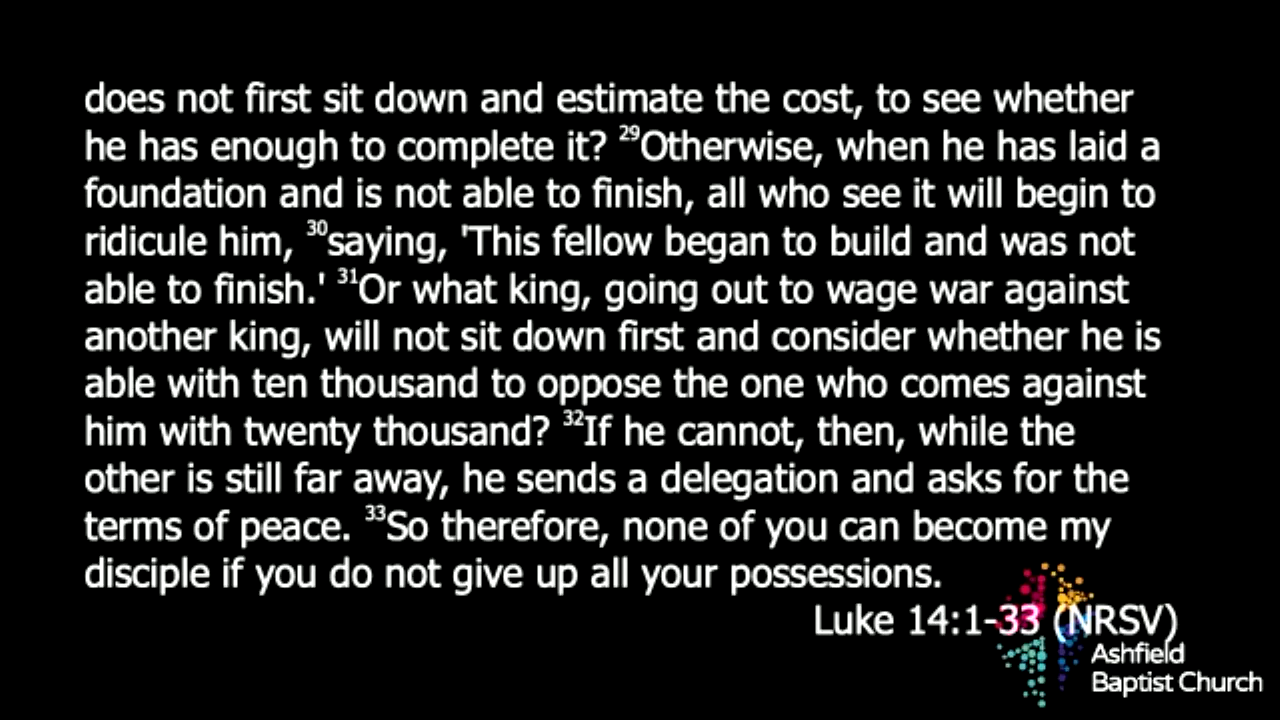 does not first sit down and estimate the cost, to see whether
he has enough to complete it? ²⁹Otherwise, when he has laid a
foundation and is not able to finish, all who see it will begin to
ridicule him, ³⁰saying, 'This fellow began to build and was not
able to finish.' ³¹Or what king, going out to wage war against
another king, will not sit down first and consider whether he is
able with ten thousand to oppose the one who comes against
him with twenty thousand? ³²If he cannot, then, while the
other is still far away, he sends a delegation and asks for the
terms of peace. ³³So therefore, none of you can become my
disciple if you do not give up all your possessions.
Luke 14:1-33 (NRSV)
Ashfield
Baptist Church